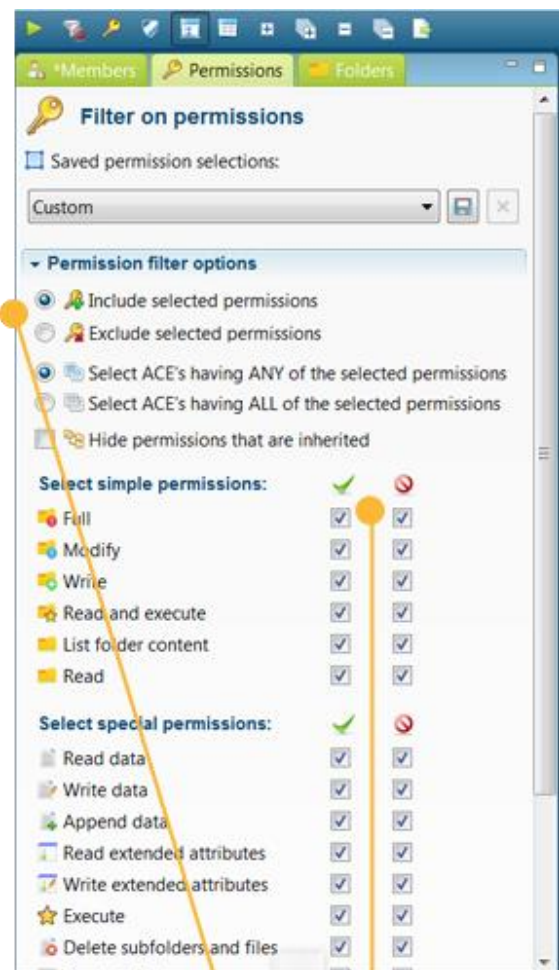 *Members Permissions Folders
Filter on permissions
Saved permission selections:
Custom
Permission filter options
Include selected permissions
Exclude selected permissions
Select ACE's having ANY of the selected permissions
Select ACE's having ALL of the selected permissions
Hide permissions that are inherited
Select simple permissions:
Full
Modify
Write
Read and execute
List folder content
Read
Select special permissions:
Read data
Write data
Append data
Read extended attributes
Write extended attributes
Execute
Delete subfolders and files